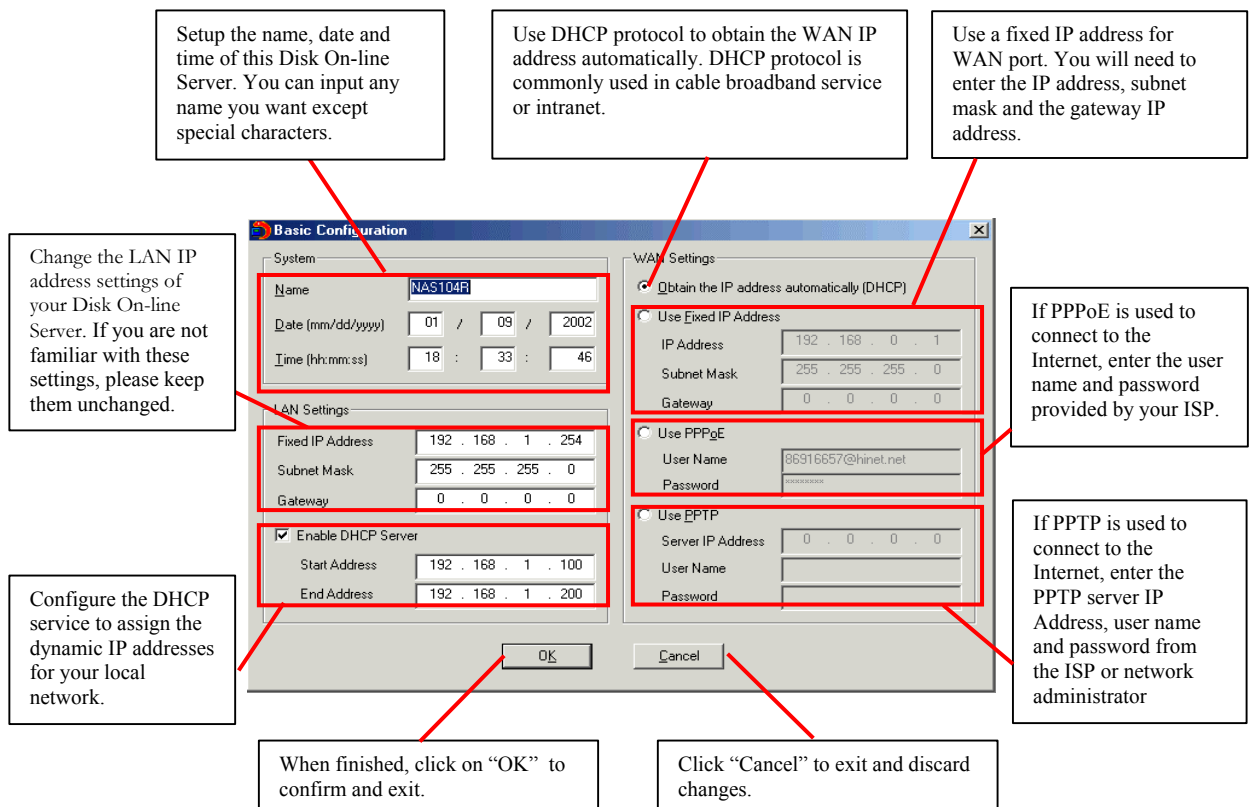 Setup the name, date and
time of this Disk On-line
Server. You can input any
name you want except
special characters.
Use DHCP protocol to obtain the WAN IP
address automatically. DHCP protocol is
commonly used in cable broadband service
or intranet.
Use a fixed IP address for
WAN port. You will need to
enter the IP address, subnet
mask and the gateway IP
address.
Change the LAN IP
address settings of
your Disk On-line
Server. If you are not
familiar with these
settings, please keep
them unchanged.
Configure the DHCP
service to assign the
dynamic IP addresses
for your local
network.
Basic Configuration
System
Name NAS104R
Date (mm/dd/yyyy) 01 / 09 / 2002
Time (hh:mm:ss) 18 : 33 : 46
LAN Settings
Fixed IP Address 192 . 168 . 1 . 254
Subnet Mask 255 . 255 . 255 . 0
Gateway 0 . 0 . 0 . 0
Enable DHCP Server
Start Address 192 . 168 . 1 . 100
End Address 192 . 168 . 1 . 200
WAN Settings
Obtain the IP address automatically (DHCP)
Use Fixed IP Address
IP Address 192 . 168 . 0 . 1
Subnet Mask 255 . 255 . 255 . 0
Gateway 0 . 0 . 0 . 0
Use PPPoE
User Name 86916657@hinet.net
Password ********
Use PPTP
Server IP Address 0 . 0 . 0 . 0
User Name
Password
OK
Cancel
If PPPoE is used to
connect to the
Internet, enter the user
name and password
provided by your ISP.
If PPTP is used to
connect to the
Internet, enter the
PPTP server IP
Address, user name
and password from
the ISP or network
administrator
When finished, click on “OK” to
confirm and exit.
Click “Cancel” to exit and discard
changes.